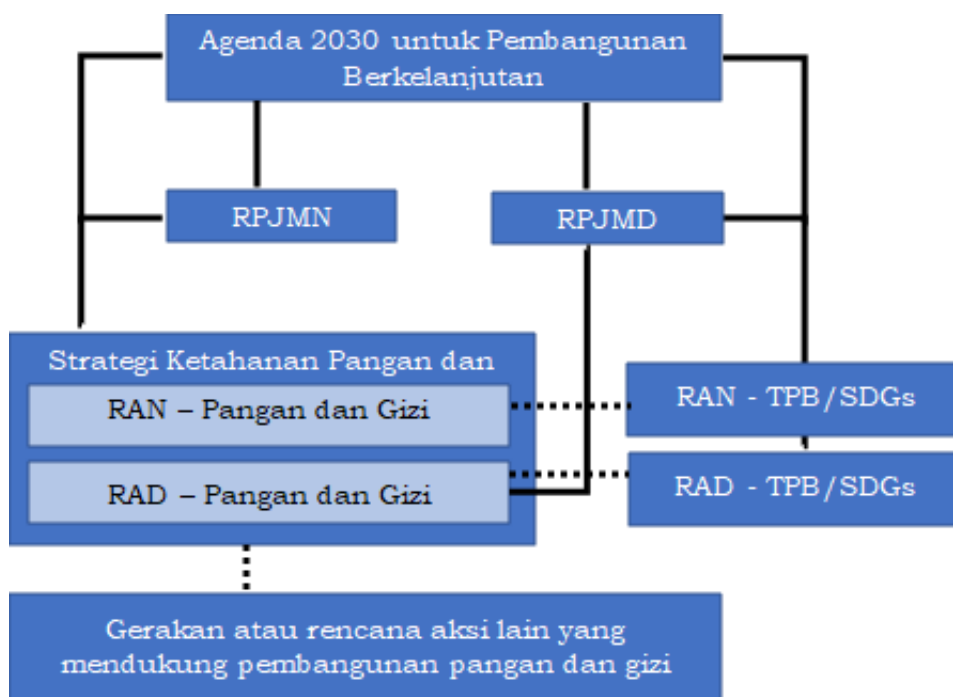 Agenda 2030 untuk Pembangunan
Berkelanjutan
RPJMN
RPJMD
Strategi Ketahanan Pangan dan
RAN – Pangan dan Gizi
RAD – Pangan dan Gizi
RAN - TPB/SDGs
RAD - TPB/SDGs
Gerakan atau rencana aksi lain yang
mendukung pembangunan pangan dan gizi